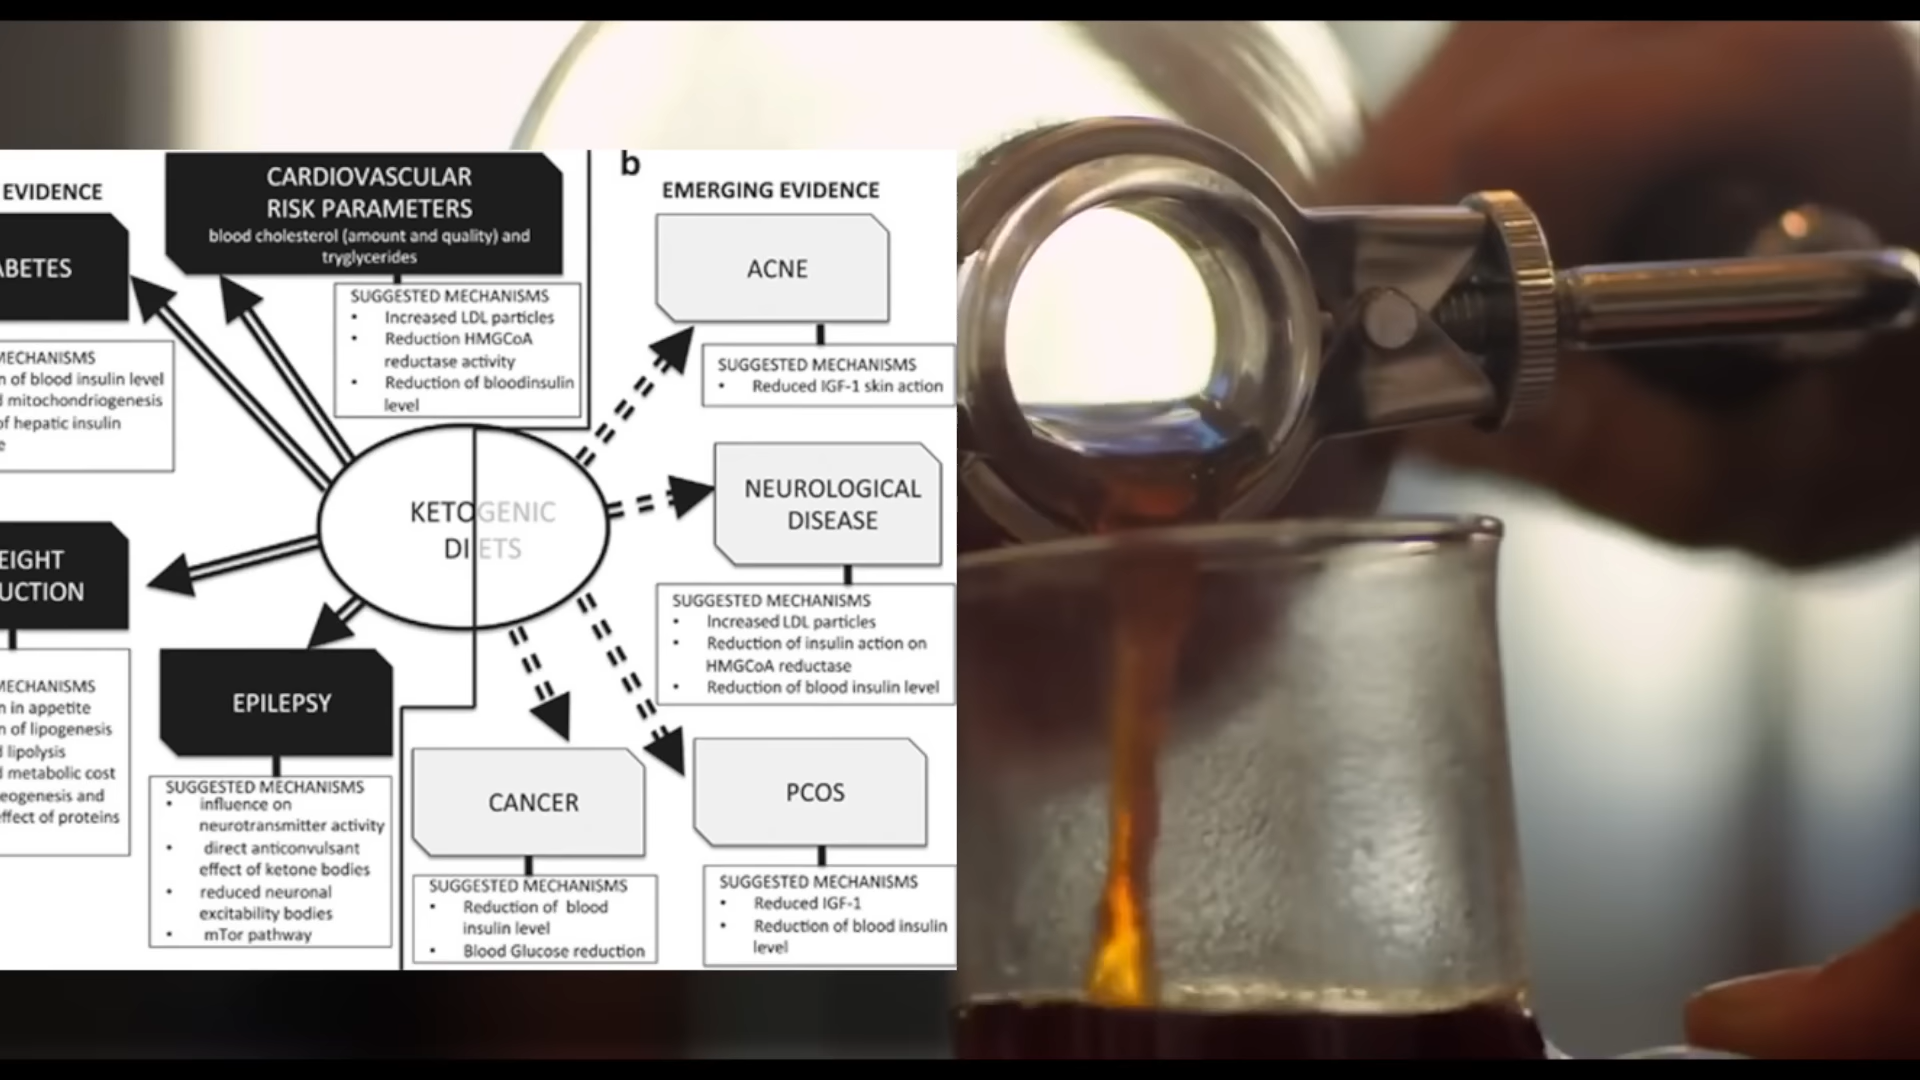 EVIDENCE
ABETES
MECHANISMS
n of blood insulin level
d mitochondriogenesis
of hepatic insulin
e
EIGHT
UCTION
MECHANISMS
n in appetite
n of lipogenesis
d lipolysis
d metabolic cost
eogenesis and
effect of proteins
CARDIOVASCULAR
RISK PARAMETERS
blood cholesterol (amount and quality) and
tryglycerides
SUGGESTED MECHANISMS
• Increased LDL particles
• Reduction HMGCoA
reductase activity
• Reduction of bloodinsulin
level
KETOGENIC
DIETS
EPILEPSY
SUGGESTED MECHANISMS
• influence on
neurotransmitter activity
• direct anticonvulsant
effect of ketone bodies
• reduced neuronal
excitability bodies
• mTor pathway
b
EMERGING EVIDENCE
ACNE
SUGGESTED MECHANISMS
• Reduced IGF-1 skin action
NEUROLOGICAL
DISEASE
SUGGESTED MECHANISMS
• Increased LDL particles
• Reduction of insulin action on
HMGCoA reductase
• Reduction of blood insulin level
CANCER
SUGGESTED MECHANISMS
• Reduction of blood
insulin level
• Blood Glucose reduction
PCOS
SUGGESTED MECHANISMS
• Reduced IGF-1
• Reduction of blood insulin
level